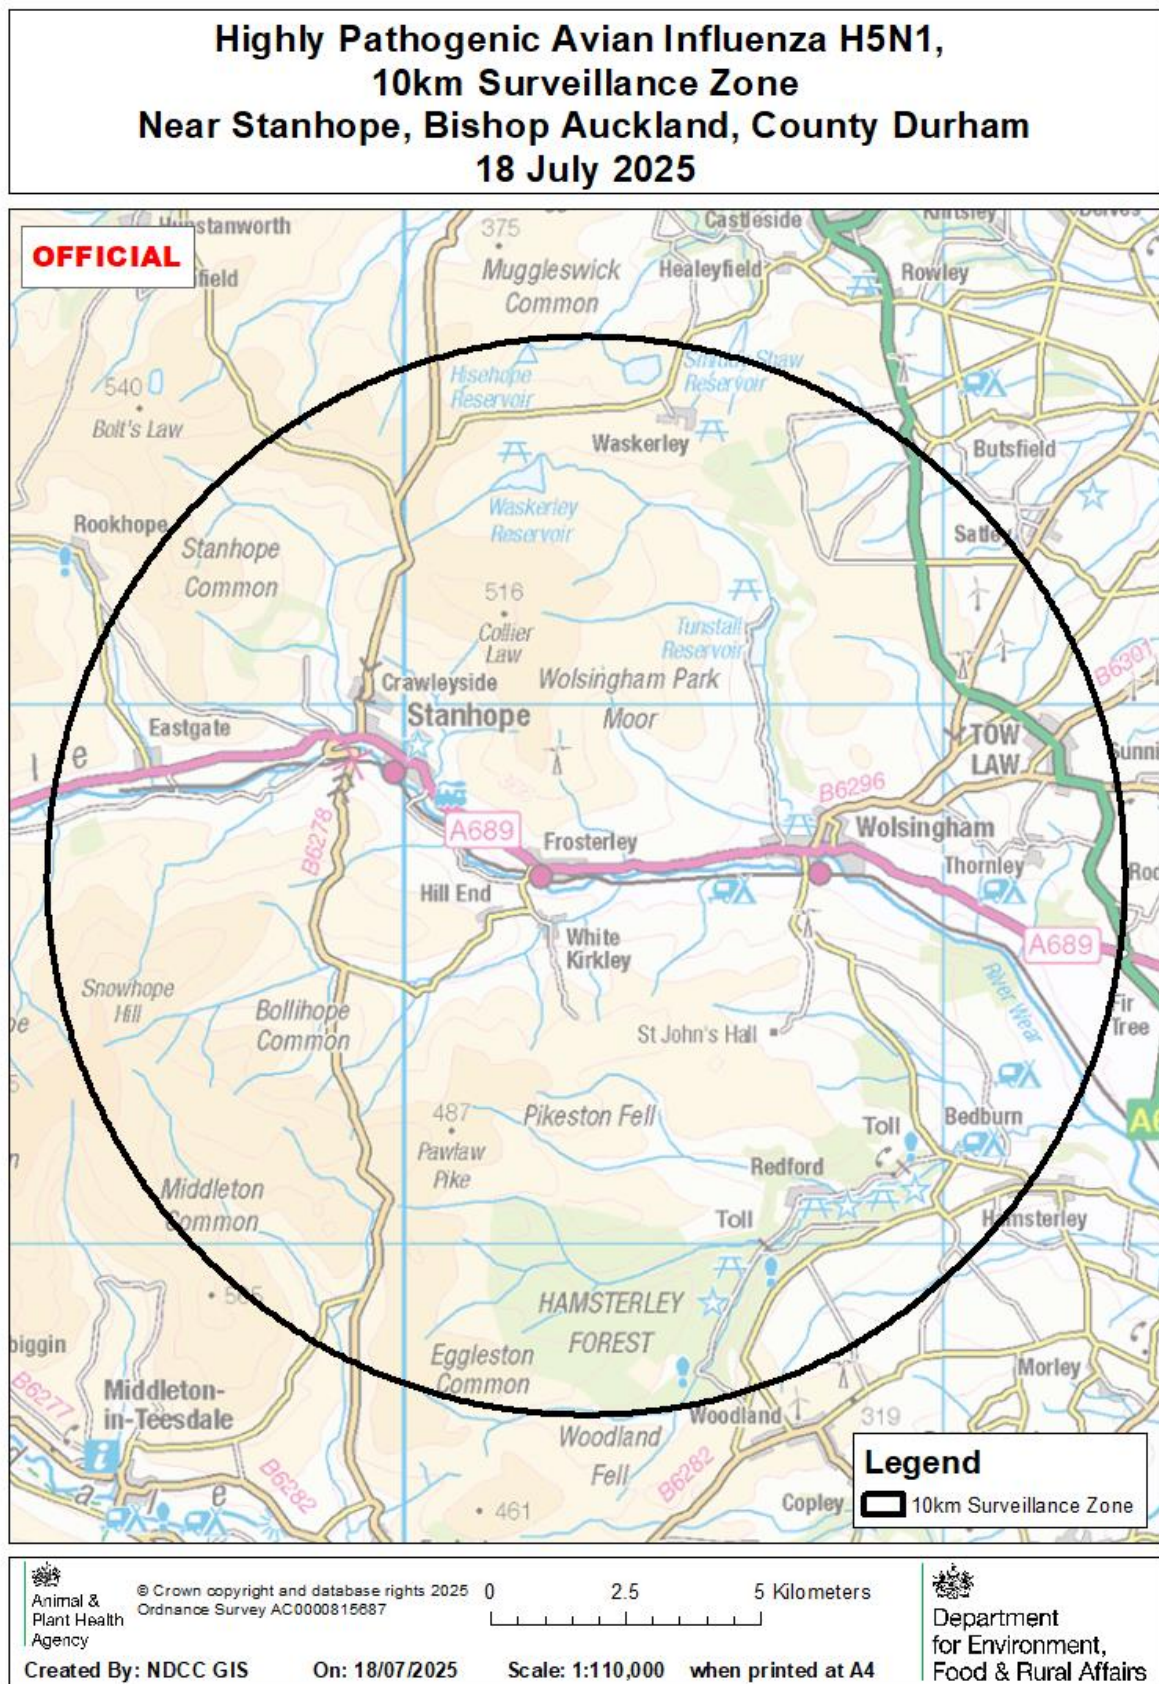 Highly Pathogenic Avian Influenza H5N1,
10km Surveillance Zone
Near Stanhope, Bishop Auckland, County Durham
18 July 2025
OFFICIAL
Castleside
375
Muggleswick
Common
Healeyfield
Rowley
540
Bolt's Law
Hisehope
Reservoir
Smiddy Shaw
Reservoir
Waskerley
Butsfield
Waskerley
Reservoir
Rookhope
Stanhope
Common
Satley
516
Collier
Law
Tunstall
Reservoir
Wolsingham Park
Moor
B6301
Crawleyside
Stanhope
Eastgate
l e
TOW
LAW
B6296
B6278
A689
Frosterley
Wolsingham
Thornley
Hill End
White
Kirkley
A689
River Wear
Snowhope
Hill
Bollihope
Common
St John's Hall
Fir
Tree
487
Pawlaw
Pike
Pikeston Fell
Toll
Bedburn
A6
Redford
Middleton
Common
Toll
Hamsterley
HAMSTERLEY
FOREST
Eggleston
Common
Morley
B6277
Middleton-
in-Teesdale
Woodland
319
Woodland
Fell
B6282
B6282
461
Copley
a l e
Legend
10km Surveillance Zone
Animal &
Plant Health
Agency
© Crown copyright and database rights 2025
Ordnance Survey AC0000815687
0 2.5 5 Kilometers
Department
for Environment,
Food & Rural Affairs
Created By: NDCC GIS On: 18/07/2025 Scale: 1:110,000 when printed at A4